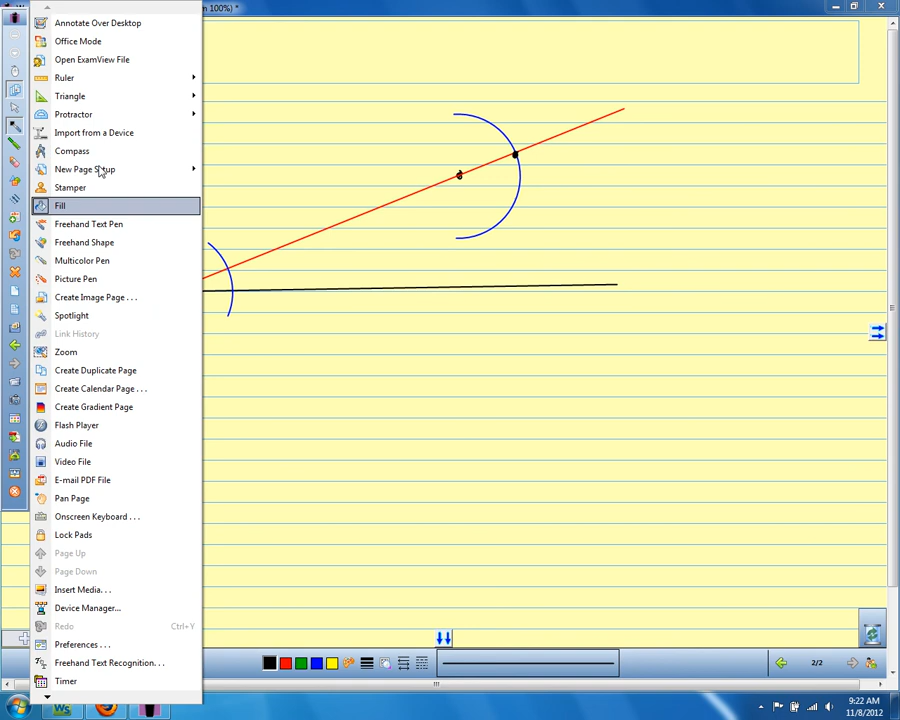 m 100%) *
Annotate Over Desktop
Office Mode
Open ExamView File
Ruler
Triangle
Protractor
Import from a Device
Compass
New Page Setup
Stamper
Fill
Freehand Text Pen
Freehand Shape
Multicolor Pen
Picture Pen
Create Image Page . . .
Spotlight
Link History
Zoom
Create Duplicate Page
Create Calendar Page . . .
Create Gradient Page
Flash Player
Audio File
Video File
E-mail PDF File
Pan Page
Onscreen Keyboard . . .
Lock Pads
Page Up
Page Down
Insert Media. . .
Device Manager...
Redo Ctrl+Y
Preferences . . .
Freehand Text Recognition. . .
Timer
2/2
9:22 AM
11/8/2012